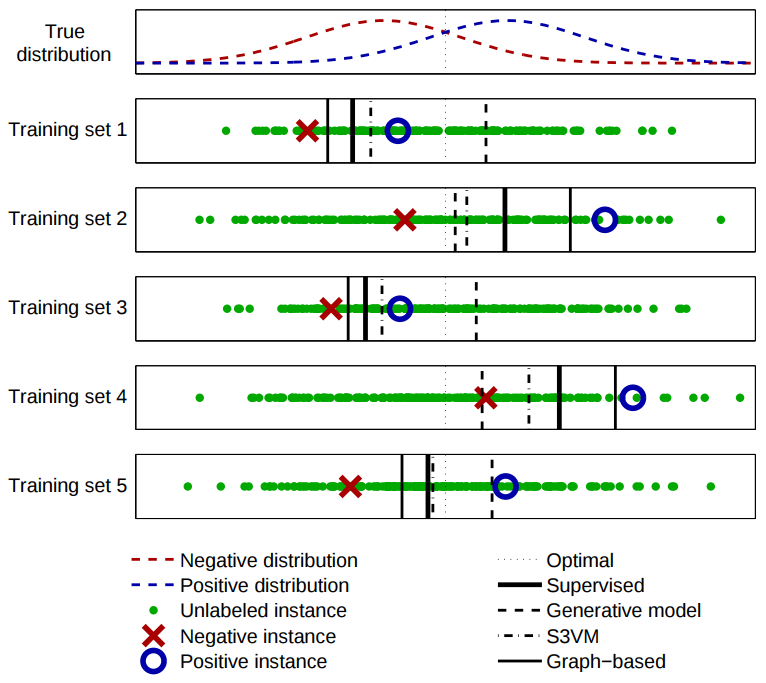 True
distribution
Training set 1
Training set 2
Training set 3
Training set 4
Training set 5
Negative distribution
Positive distribution
Unlabeled instance
Negative instance
Positive instance
Optimal
Supervised
Generative model
S3VM
Graph−based